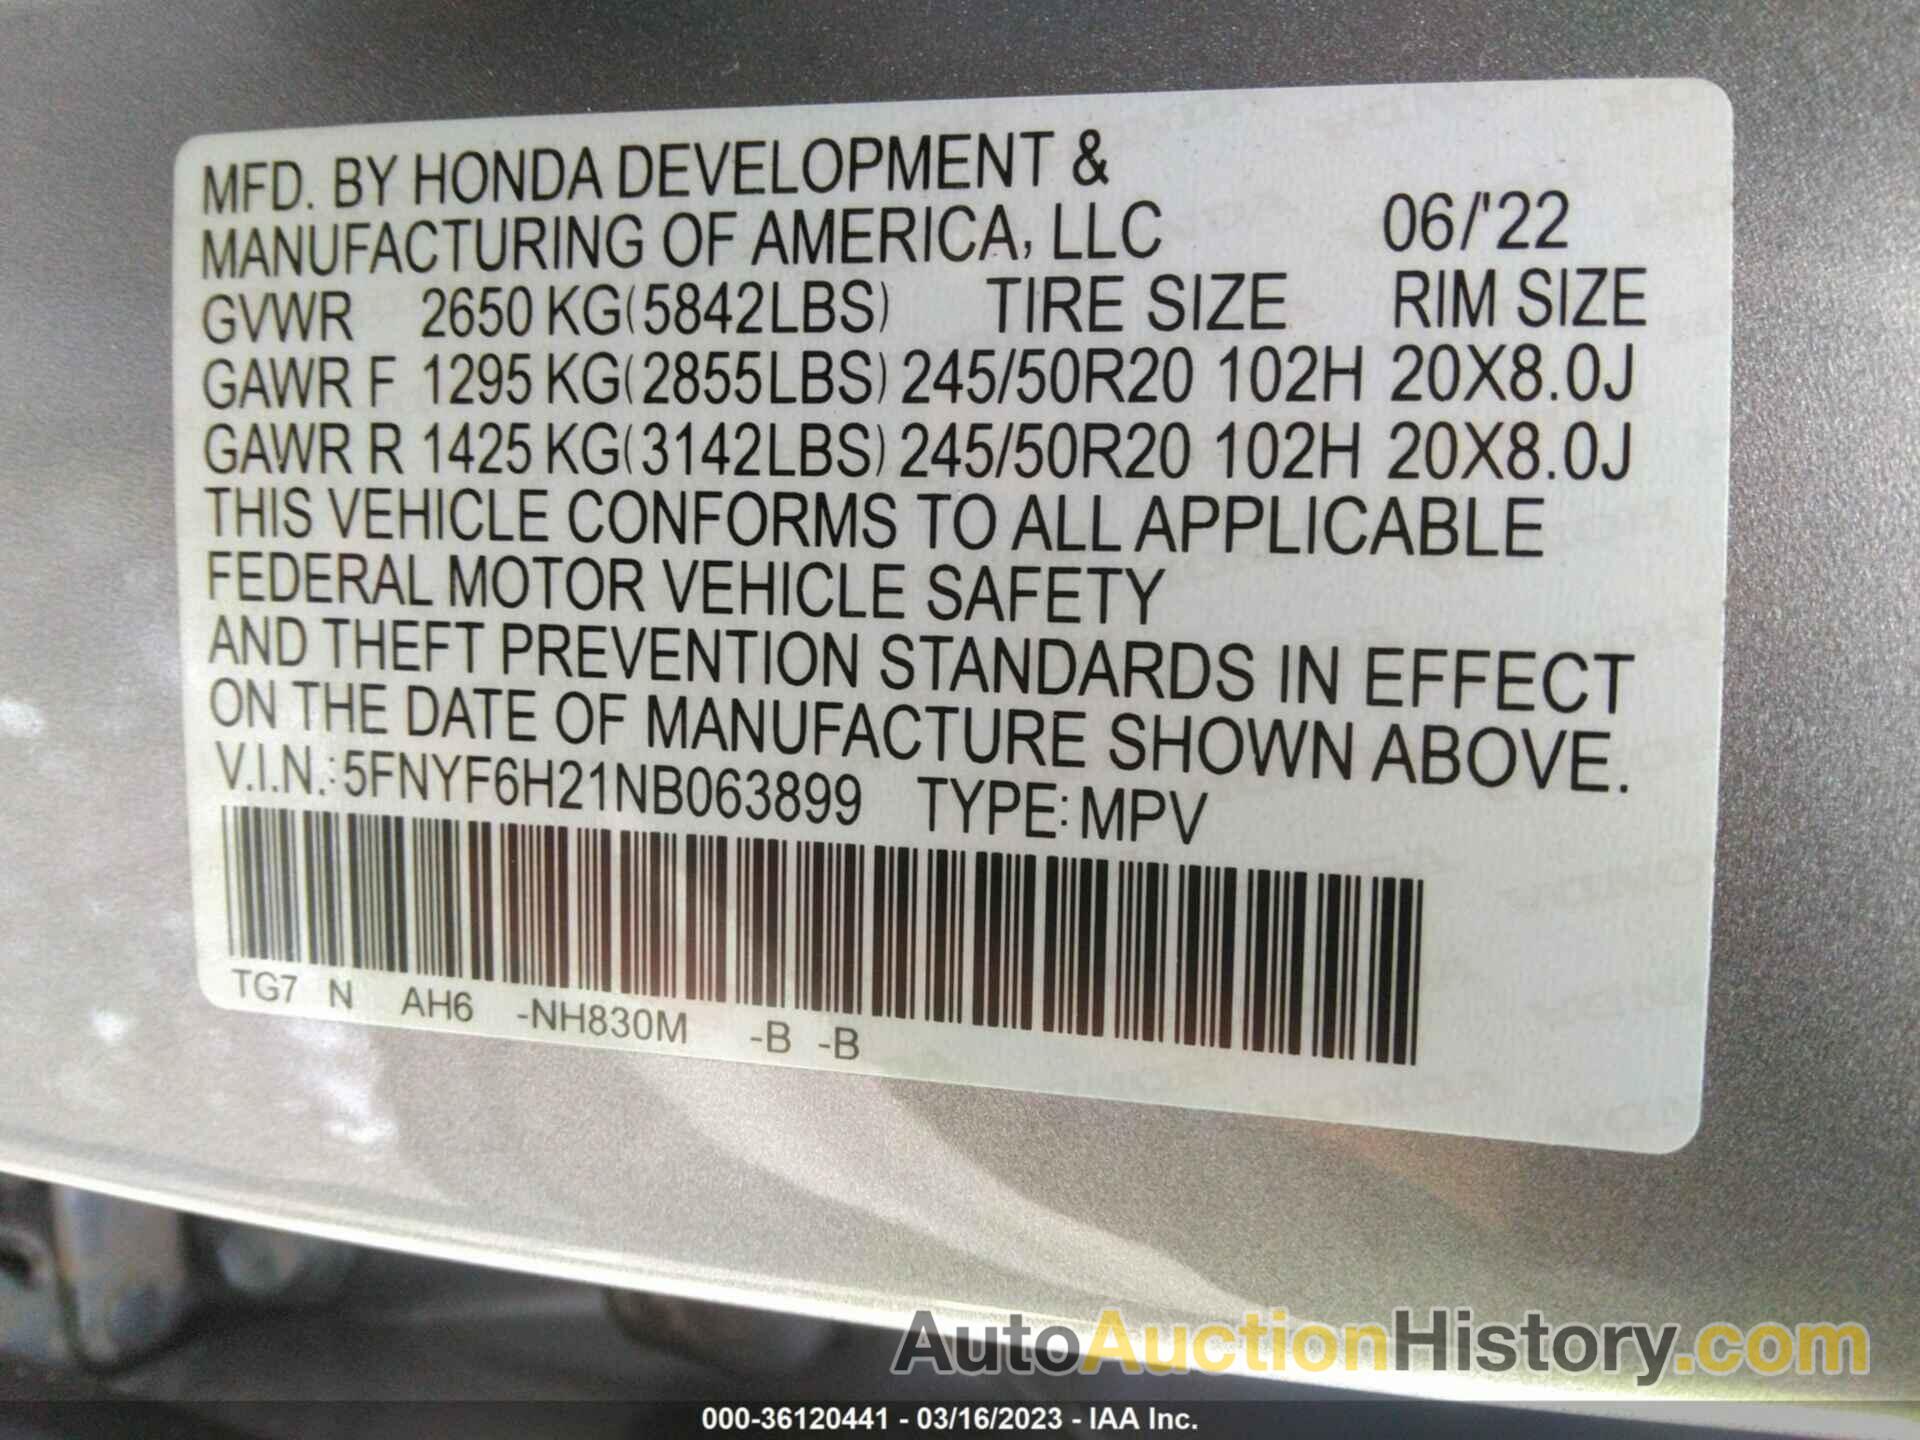 MFD. BY HONDA DEVELOPMENT &
MANUFACTURING OF AMERICA, LLC 06/'22
GVWR 2650 KG(5842LBS) TIRE SIZE RIM SIZE
GAWR F 1295 KG(2855LBS) 245/50R20 102H 20X8.0J
GAWR R 1425 KG(3142LBS) 245/50R20 102H 20X8.0J
THIS VEHICLE CONFORMS TO ALL APPLICABLE
FEDERAL MOTOR VEHICLE SAFETY
AND THEFT PREVENTION STANDARDS IN EFFECT
ON THE DATE OF MANUFACTURE SHOWN ABOVE.
V.I.N.:5FNYF6H21NB063899 TYPE:MPV
TG7 N AH6 -NH830M -B -B
AutoAuctionHistory.com
000-36120441 - 03/16/2023 - IAA Inc.